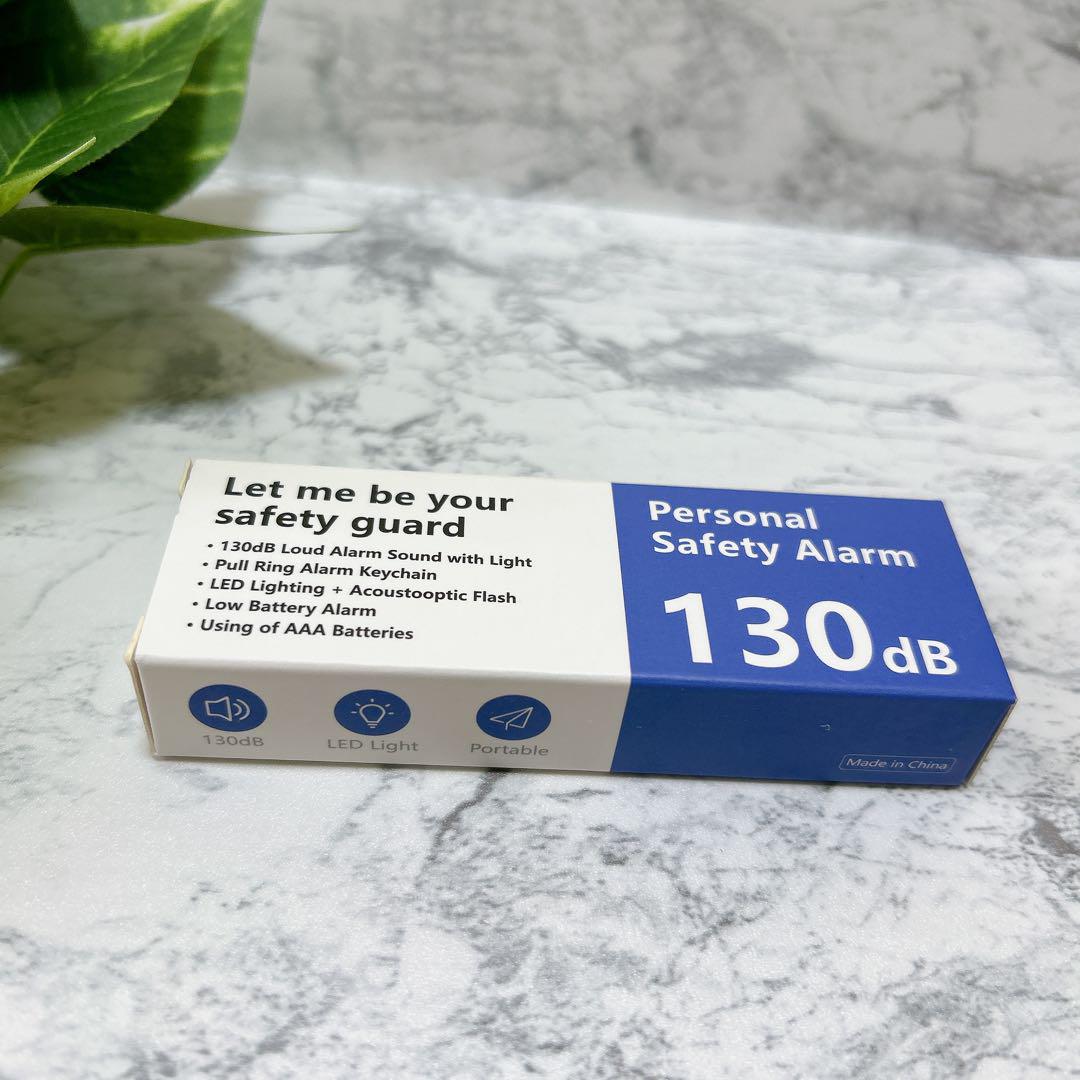 Let me be your
safety guard
• 130dB Loud Alarm Sound with Light
• Pull Ring Alarm Keychain
• LED Lighting + Acoustooptic Flash
• Low Battery Alarm
• Using of AAA Batteries
130dB
LED Light
Portable
Personal
Safety Alarm
130dB
Made in China